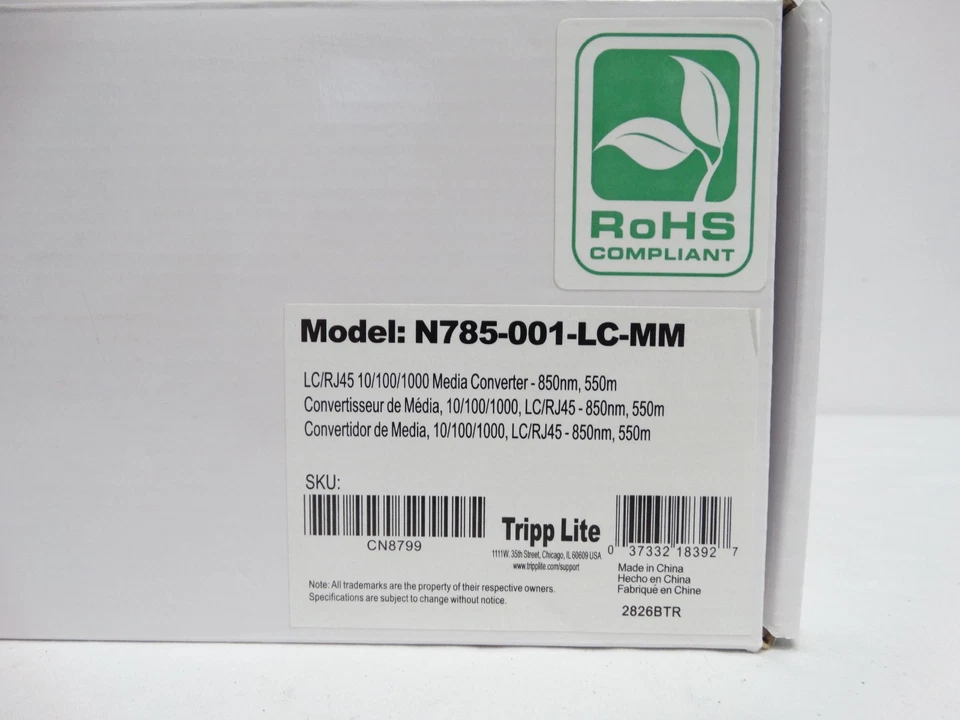 RoHS
COMPLIANT
Model: N785-001-LC-MM
LC/RJ45 10/100/1000 Media Converter - 850nm, 550m
Convertisseur de Média, 10/100/1000, LC/RJ45 - 850nm, 550m
Convertidor de Media, 10/100/1000, LC/RJ45 - 850nm, 550m
SKU:
CN8799
Tripp Lite
1111W. 35th Street, Chicago, IL 60609 USA
www.tripplite.com/support
0 37332 18392 7
Made in China
Hecho en China
Fabriqué en Chine
2826BTR
Note: All trademarks are the property of their respective owners.
Specifications are subject to change without notice.